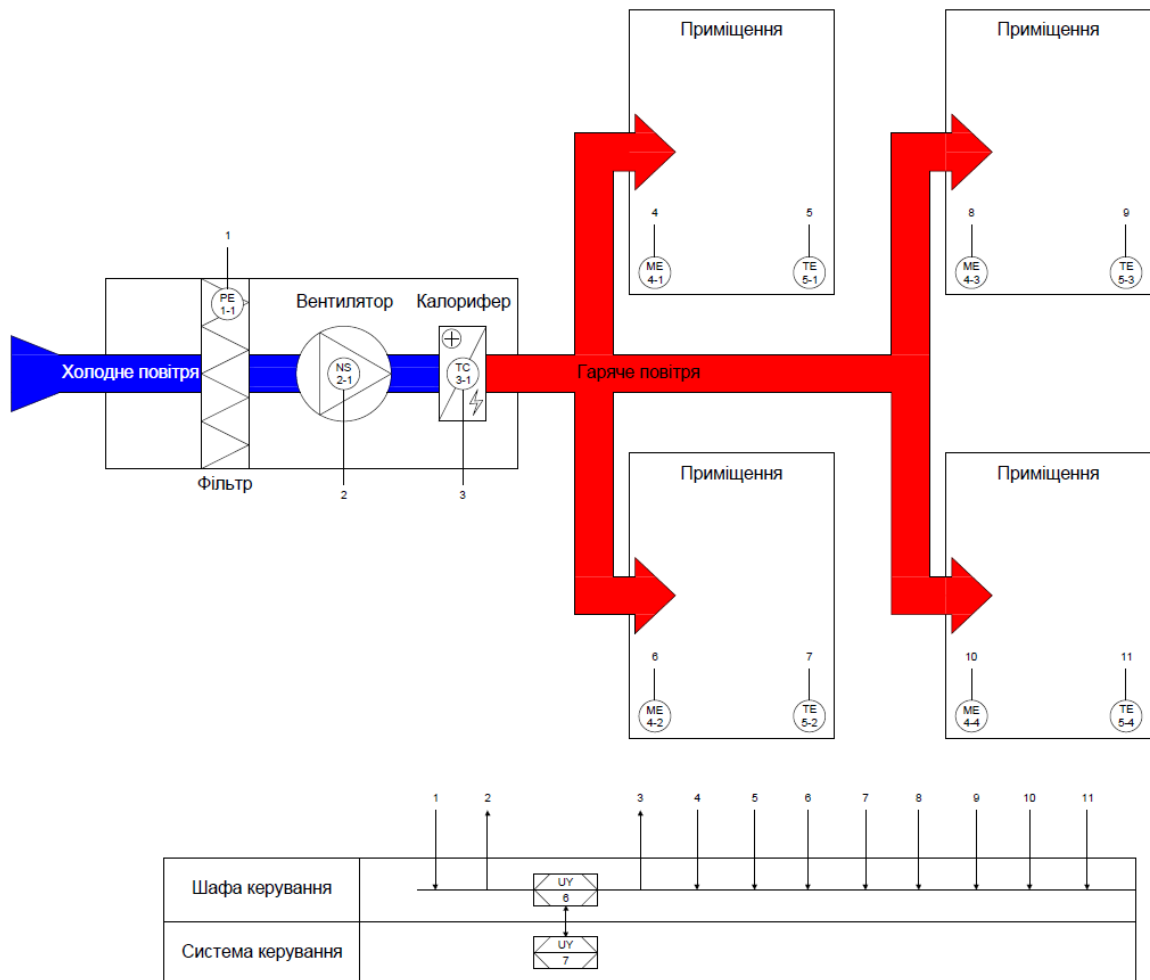 Приміщення
Приміщення
4
5
8
9
ME
4-1
TE
5-1
ME
4-3
TE
5-3
1
PE
1-1
Вентилятор
Калорифер
Холодне повітря
NS
2-1
TC
3-1
Гаряче повітря
Фільтр
2
3
Приміщення
Приміщення
6
7
10
11
ME
4-2
TE
5-2
ME
4-4
TE
5-4
1
2
3
4
5
6
7
8
9
10
11
Шафа керування
UY
6
Система керування
UY
7